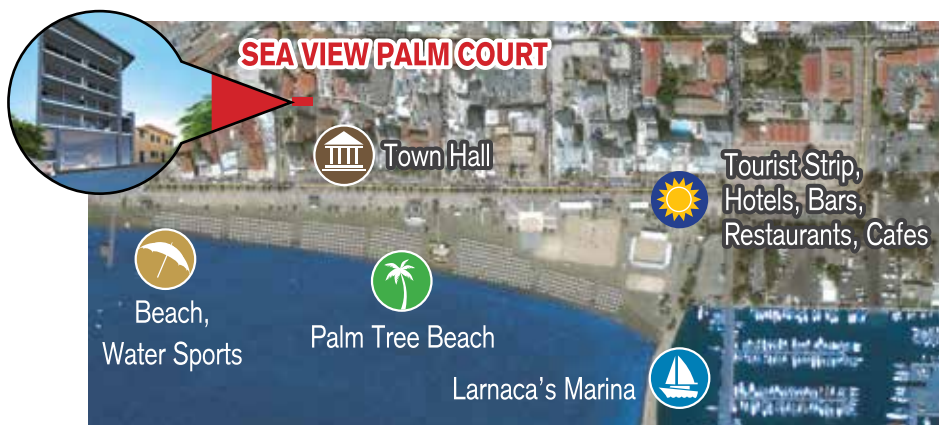 SEA VIEW PALM COURT
Town Hall
Tourist Strip,
Hotels, Bars,
Restaurants, Cafes
Beach,
Water Sports
Palm Tree Beach
Larnaca's Marina